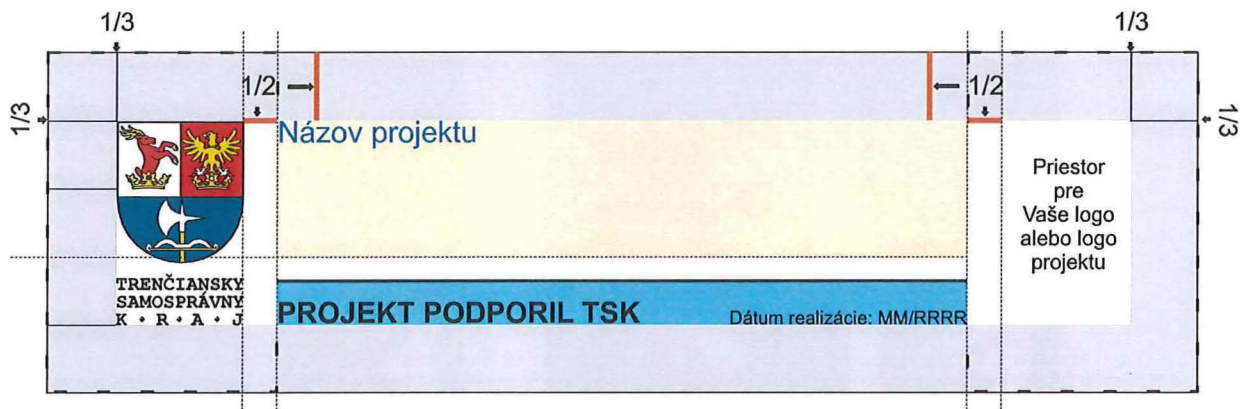 1/3
1/3
1/2
1/2
1/3
1/3
Názov projektu
Priestor
pre
Vaše logo
alebo logo
projektu
TRENČIANSKY
SAMOSPRÁVNY
K • R • A • J
PROJEKT PODPORIL TSK
Dátum realizácie: MM/RRRR